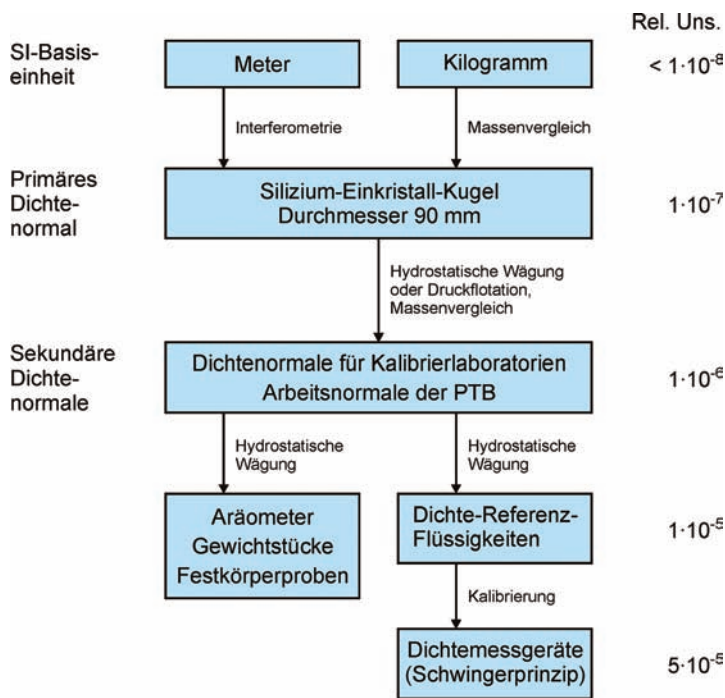 Rel. Uns.
SI-Basis-
einheit
Meter
Kilogramm
< 1·10⁻⁸
Interferometrie
Massenvergleich
Primäres
Dichte-
normal
Silizium-Einkristall-Kugel
Durchmesser 90 mm
1·10⁻⁷
Hydrostatische Wägung
oder Druckflotation,
Massenvergleich
Sekundäre
Dichte-
normale
Dichtenormale für Kalibrierlaboratorien
Arbeitsnormale der PTB
1·10⁻⁶
Hydrostatische
Wägung
Hydrostatische
Wägung
Aräometer
Gewichtstücke
Festkörperproben
Dichte-Referenz-
Flüssigkeiten
1·10⁻⁵
Kalibrierung
Dichtemessgeräte
(Schwingerprinzip)
5·10⁻⁵